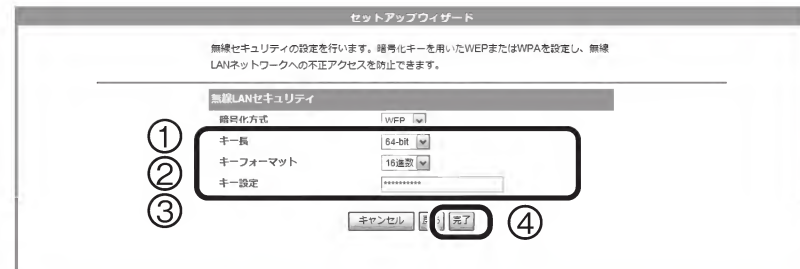 セットアップウィザード
無線セキュリティの設定を行います。暗号化キーを用いたWEPまたはWPAを設定し、無線
LANネットワークへの不正アクセスを防止できます。
無線LANセキュリティ
暗号化方式 WEP
① キー長 64-bit
② キーフォーマット 16進数
③ キー設定 **********
キャンセル 完了 ④